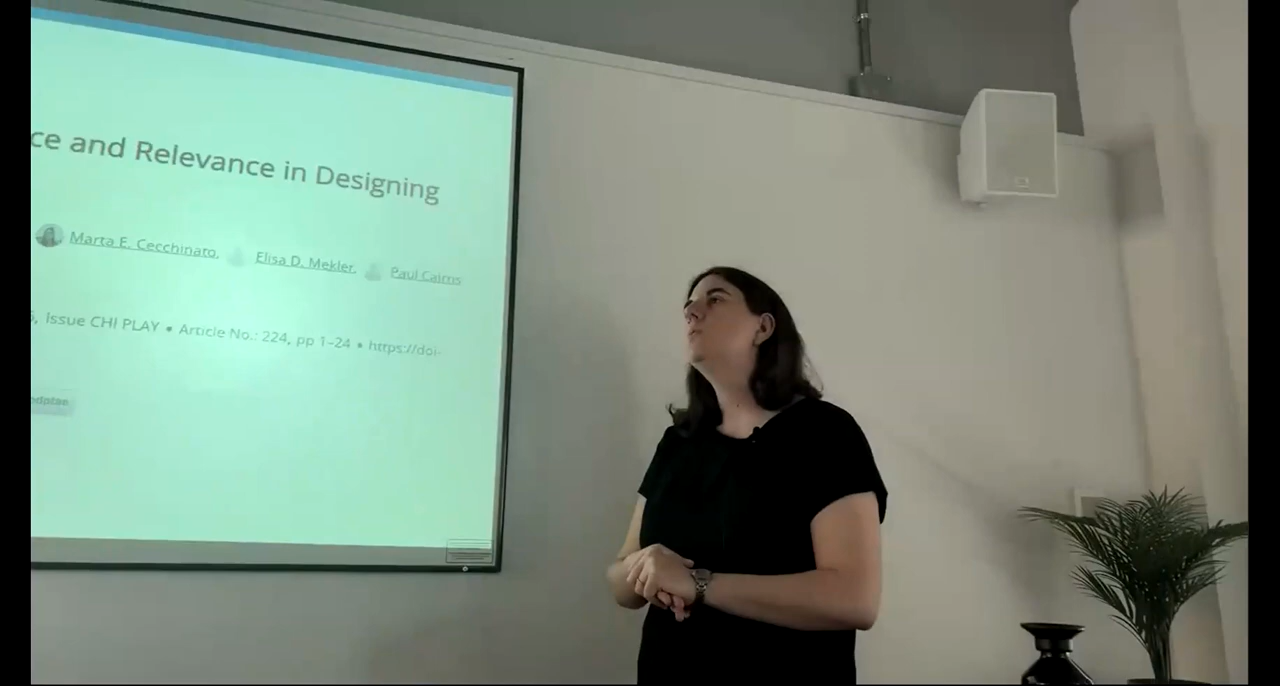 ce and Relevance in Designing
Marta E. Cecchinato, Elisa D. Mekler, Paul Cairns
, Issue CHI PLAY • Article No.: 224, pp 1–24 • https://doi-